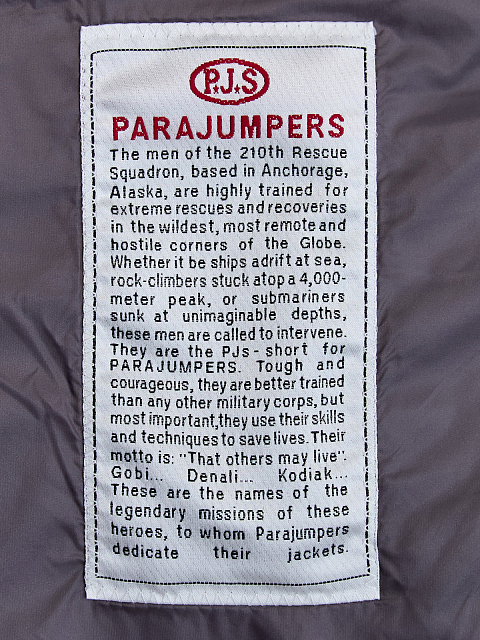 P.J.S
PARAJUMPERS
The men of the 210th Rescue
Squadron, based in Anchorage,
Alaska, are highly trained for
extreme rescues and recoveries
in the wildest, most remote and
hostile corners of the Globe.
Whether it be ships adrift at sea,
rock-climbers stuck atop a 4,000-
meter peak, or submariners
sunk at unimaginable depths,
these men are called to intervene.
They are the PJs - short for
PARAJUMPERS. Tough and
courageous, they are better trained
than any other military corps, but
most important,they use their skills
and techniques to save lives. Their
motto is: "That others may live".
Gobi... Denali... Kodiak...
These are the names of the
legendary missions of these
heroes, to whom Parajumpers
dedicate their jackets.